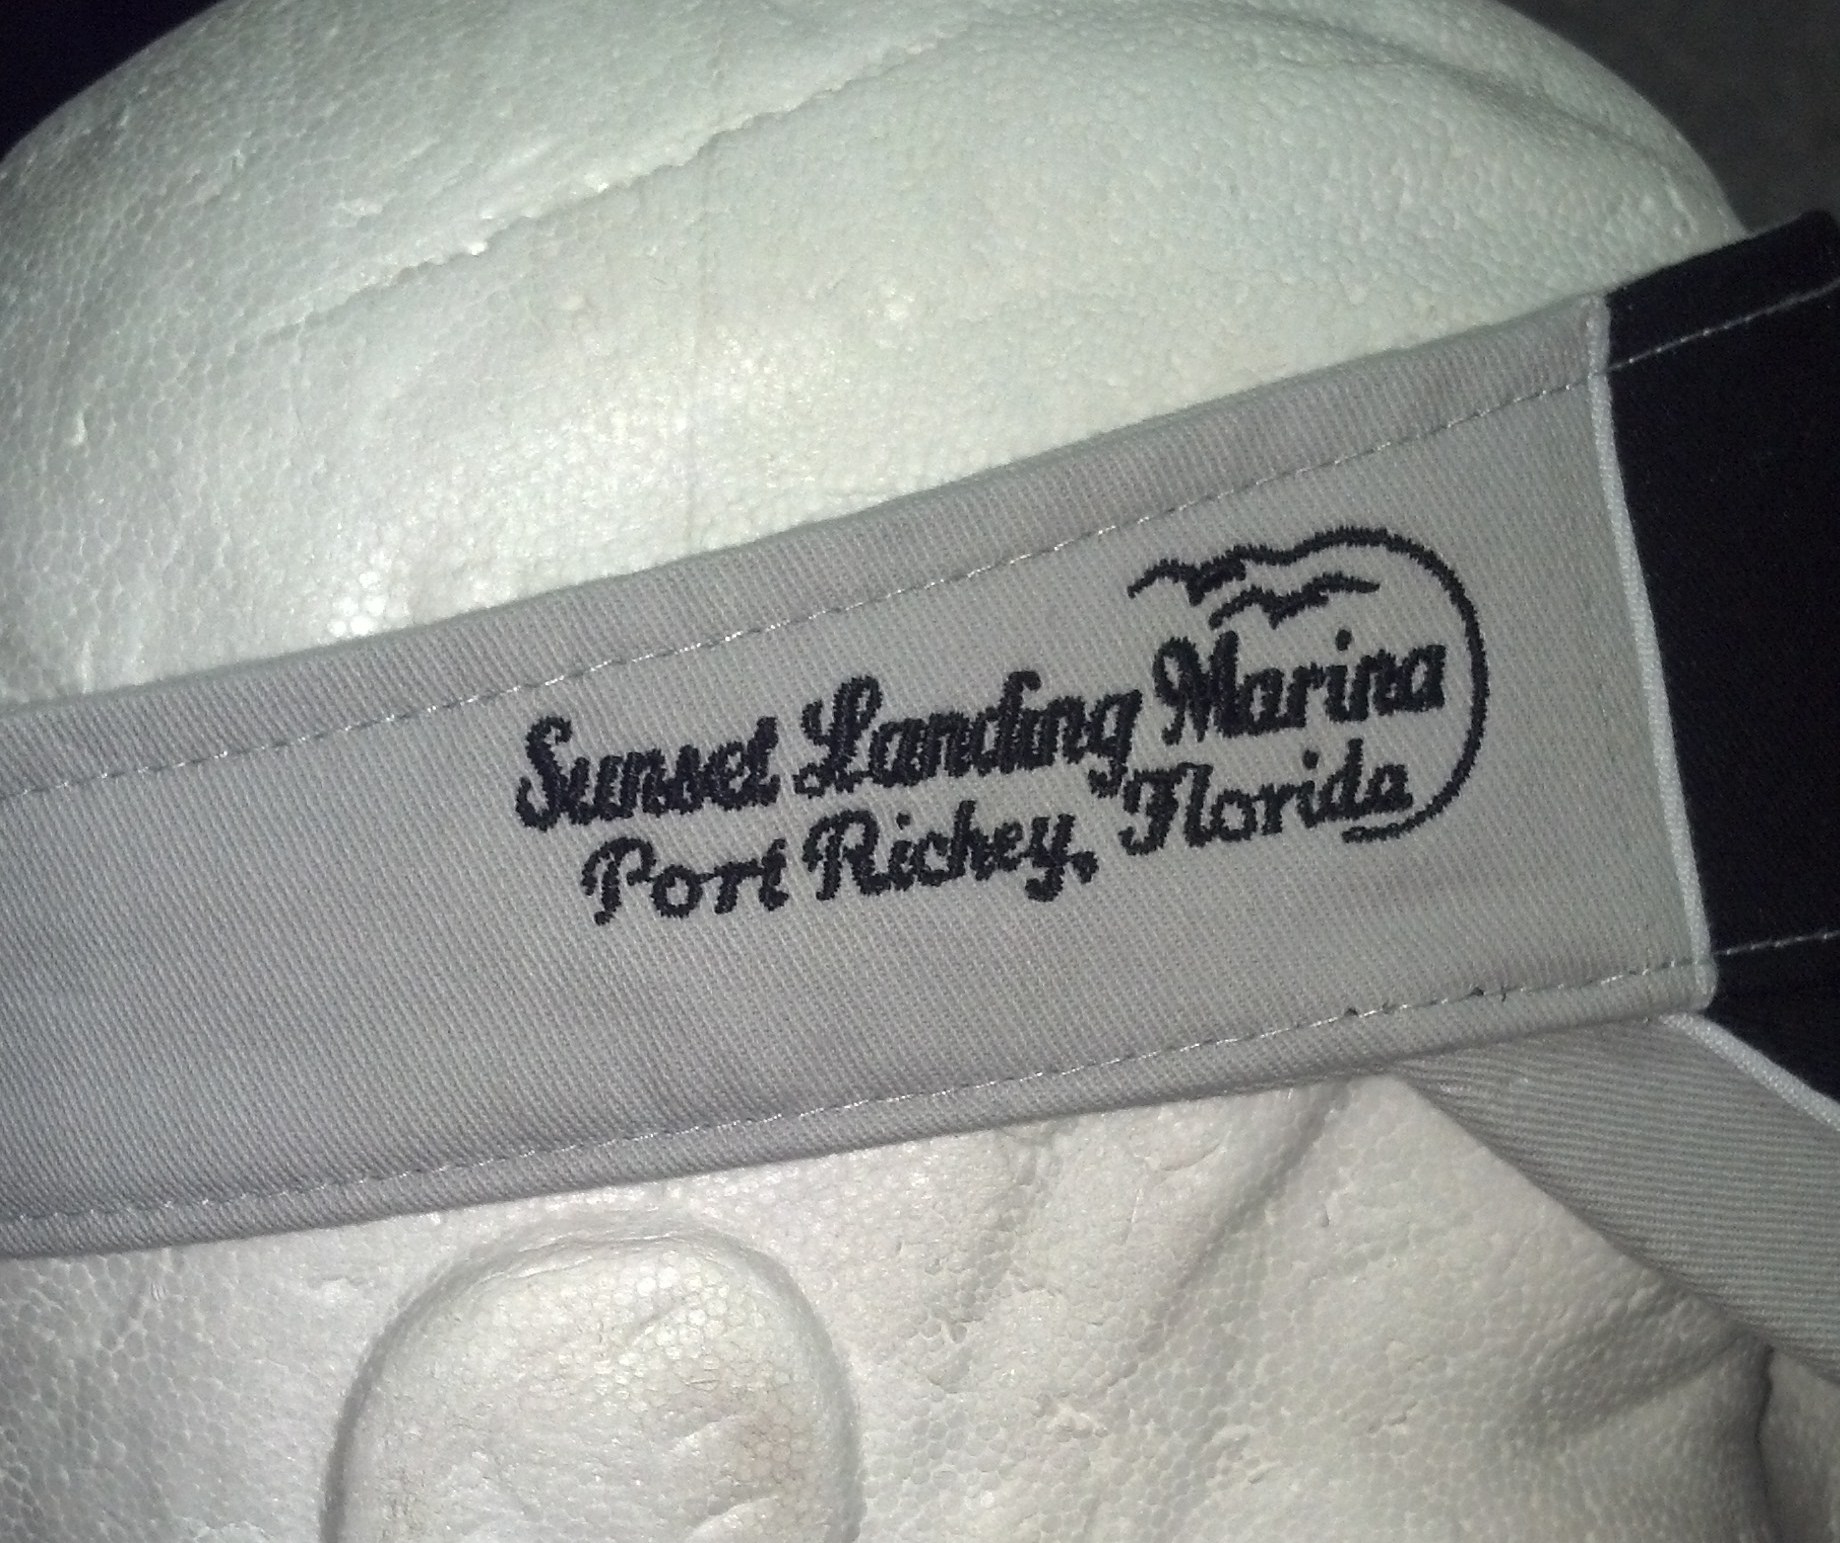 Sunset Landing Marina
Port Richey, Florida